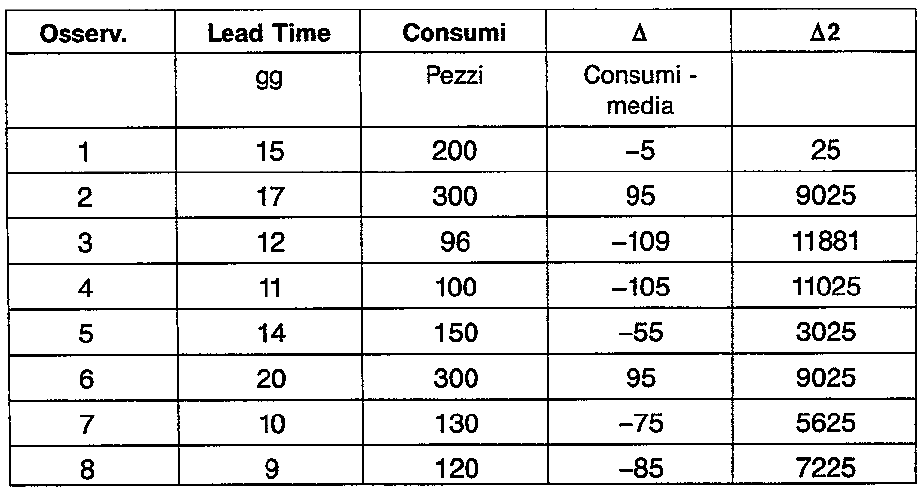 Osserv. Lead Time Consumi Δ Δ2
gg Pezzi Consumi -
media
1 15 200 –5 25
2 17 300 95 9025
3 12 96 –109 11881
4 11 100 –105 11025
5 14 150 –55 3025
6 20 300 95 9025
7 10 130 –75 5625
8 9 120 –85 7225